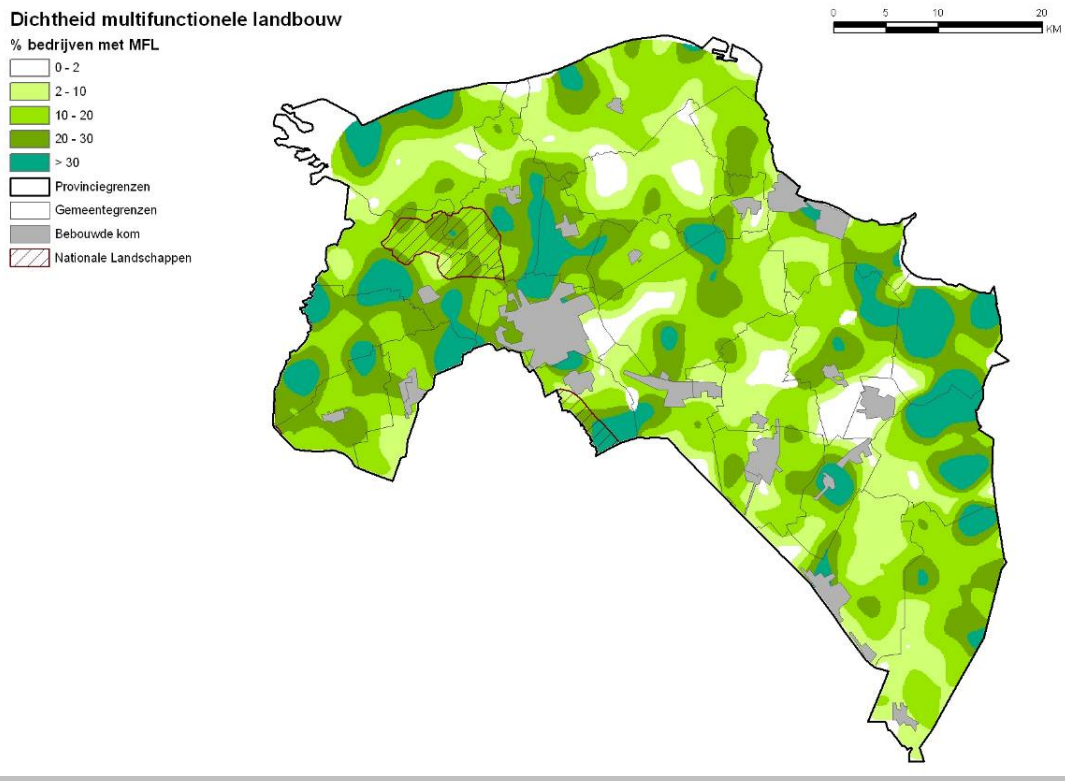 Dichtheid multifunctionele landbouw
% bedrijven met MFL
0 - 2
2 - 10
10 - 20
20 - 30
> 30
Provinciegrenzen
Gemeentegrenzen
Bebouwde kom
Nationale Landschappen
0 5 10 20
KM